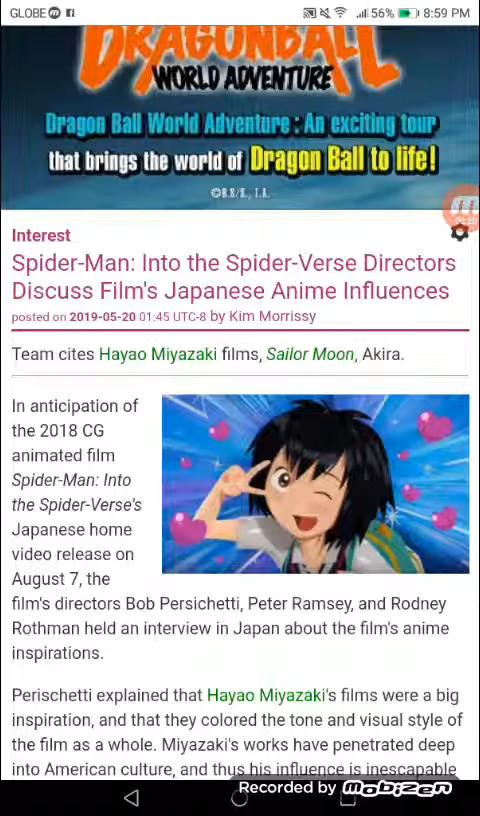 GLOBE
56% 8:59 PM
DRAGONBALL
WORLD ADVENTURE
Dragon Ball World Adventure : An exciting tour
that brings the world of Dragon Ball to life!
©B.S/S., T.A.
00:20
Interest
Spider-Man: Into the Spider-Verse Directors
Discuss Film's Japanese Anime Influences
posted on 2019-05-20 01:45 UTC-8 by Kim Morrissy
Team cites Hayao Miyazaki films, Sailor Moon, Akira.
In anticipation of
the 2018 CG
animated film
Spider-Man: Into
the Spider-Verse's
Japanese home
video release on
August 7, the
film's directors Bob Persichetti, Peter Ramsey, and Rodney
Rothman held an interview in Japan about the film's anime
inspirations.
Perischetti explained that Hayao Miyazaki's films were a big
inspiration, and that they colored the tone and visual style of
the film as a whole. Miyazaki's works have penetrated deep
into American culture, and thus his influence is inescapable
Recorded by mobizen